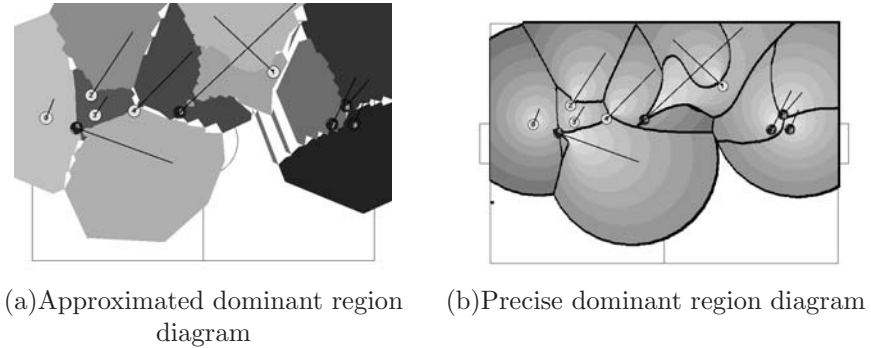 (a)Approximated dominant region
diagram
(b)Precise dominant region diagram